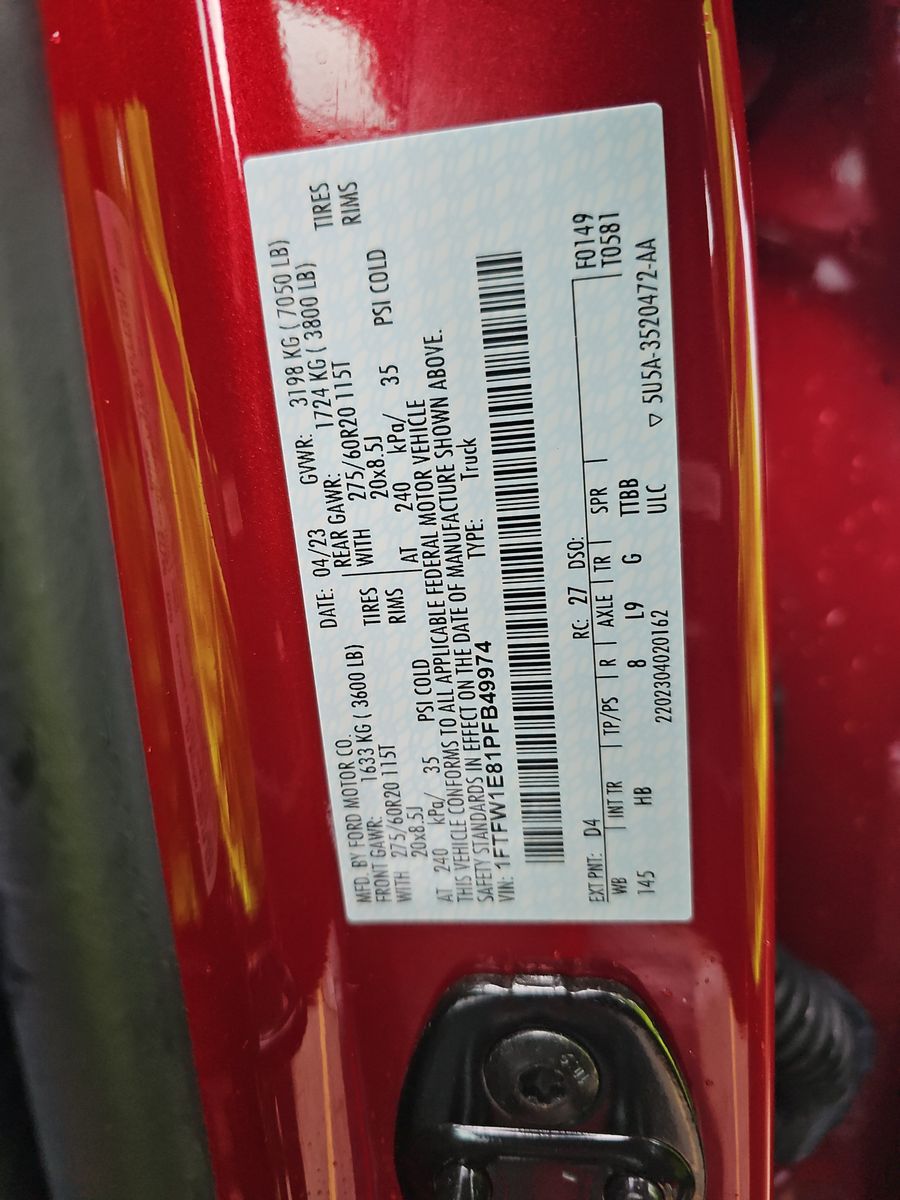 MFD. BY FORD MOTOR CO. DATE: 04/23 GVWR: 3198 KG ( 7050 LB)
FRONT GAWR: 1633 KG ( 3600 LB) REAR GAWR: 1724 KG ( 3800 LB)
WITH 275/60R20 115T TIRES WITH 275/60R20 115T TIRES
20x8.5J RIMS 20x8.5J RIMS
AT 240 kPa/ 35 PSI COLD AT 240 kPa/ 35 PSI COLD
THIS VEHICLE CONFORMS TO ALL APPLICABLE FEDERAL MOTOR VEHICLE
SAFETY STANDARDS IN EFFECT ON THE DATE OF MANUFACTURE SHOWN ABOVE.
VIN: 1FTFW1E81PFB49974 TYPE: Truck
EXT PNT: D4 RC: 27 DSO: F0149
WB INT TR TP/PS R AXLE TR SPR T0581
145 HB 8 L9 G TTBB
ULC
2202304020162 ▽ 5U5A-3520472-AA